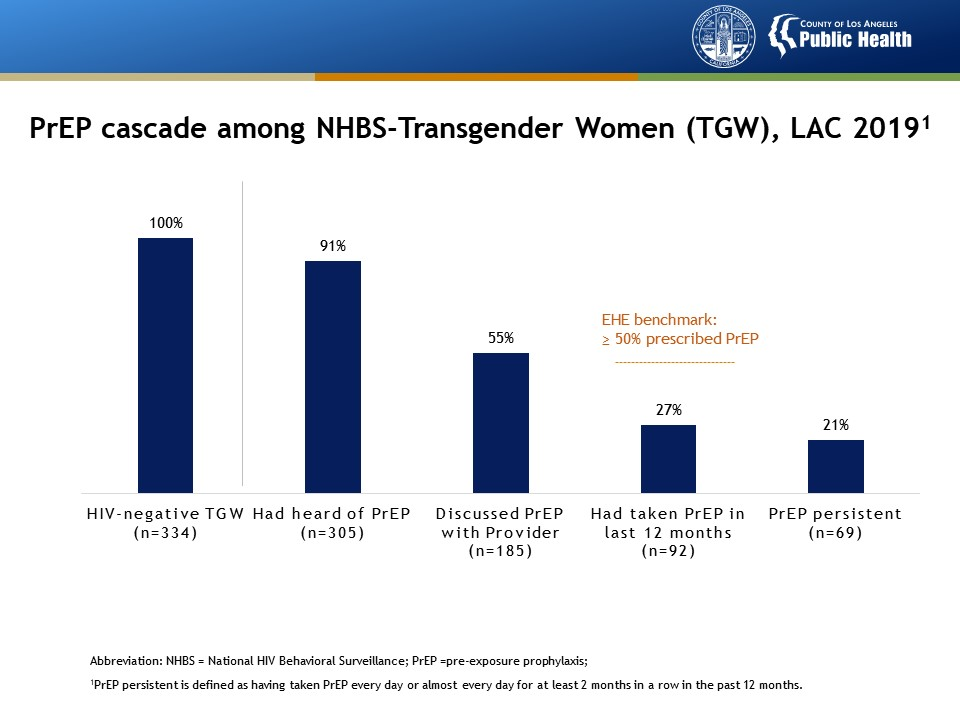 COUNTY OF LOS ANGELES
Public Health
PrEP cascade among NHBS-Transgender Women (TGW), LAC 2019¹
100%
91%
55%
27%
21%
EHE benchmark:
≥ 50% prescribed PrEP
------------------------------
HIV-negative TGW
(n=334)
Had heard of PrEP
(n=305)
Discussed PrEP
with Provider
(n=185)
Had taken PrEP in
last 12 months
(n=92)
PrEP persistent
(n=69)
Abbreviation: NHBS = National HIV Behavioral Surveillance; PrEP =pre-exposure prophylaxis;
¹PrEP persistent is defined as having taken PrEP every day or almost every day for at least 2 months in a row in the past 12 months.